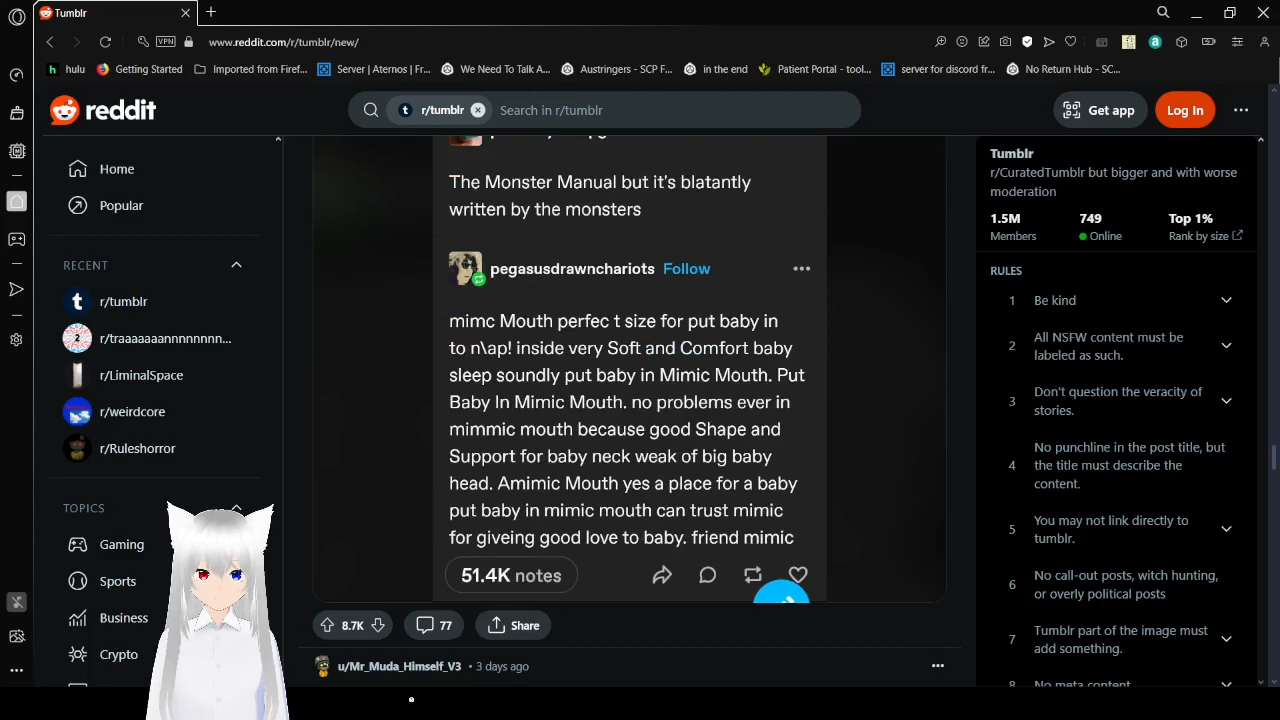 Tumblr
VPN
www.reddit.com/r/tumblr/new/
hulu
Getting Started
Imported from Firef...
Server | Aternos | Fr...
We Need To Talk A...
Austringers - SCP F...
in the end
Patient Portal - tool...
server for discord fr...
No Return Hub - SC...
reddit
r/tumblr
Search in r/tumblr
Get app
Log In
Home
Popular
RECENT
r/tumblr
r/traaaaaaannnnnnnn...
r/LiminalSpace
r/weirdcore
r/Ruleshorror
TOPICS
Gaming
Sports
Business
Crypto
The Monster Manual but it's blatantly
written by the monsters
pegasusdrawnchariots Follow
mimc Mouth perfec t size for put baby in
to n\ap! inside very Soft and Comfort baby
sleep soundly put baby in Mimic Mouth. Put
Baby In Mimic Mouth. no problems ever in
mimmic mouth because good Shape and
Support for baby neck weak of big baby
head. Amimic Mouth yes a place for a baby
put baby in mimic mouth can trust mimic
for giveing good love to baby. friend mimic
51.4K notes
8.7K
77
Share
u/Mr_Muda_Himself_V3 • 3 days ago
Tumblr
r/CuratedTumblr but bigger and with worse
moderation
1.5M
Members
749
Online
Top 1%
Rank by size
RULES
1 Be kind
2 All NSFW content must be
labeled as such.
3 Don't question the veracity of
stories.
4 No punchline in the post title, but
the title must describe the
content.
5 You may not link directly to
tumblr.
6 No call-out posts, witch hunting,
or overly political posts
7 Tumblr part of the image must
add something.
8 No meta content